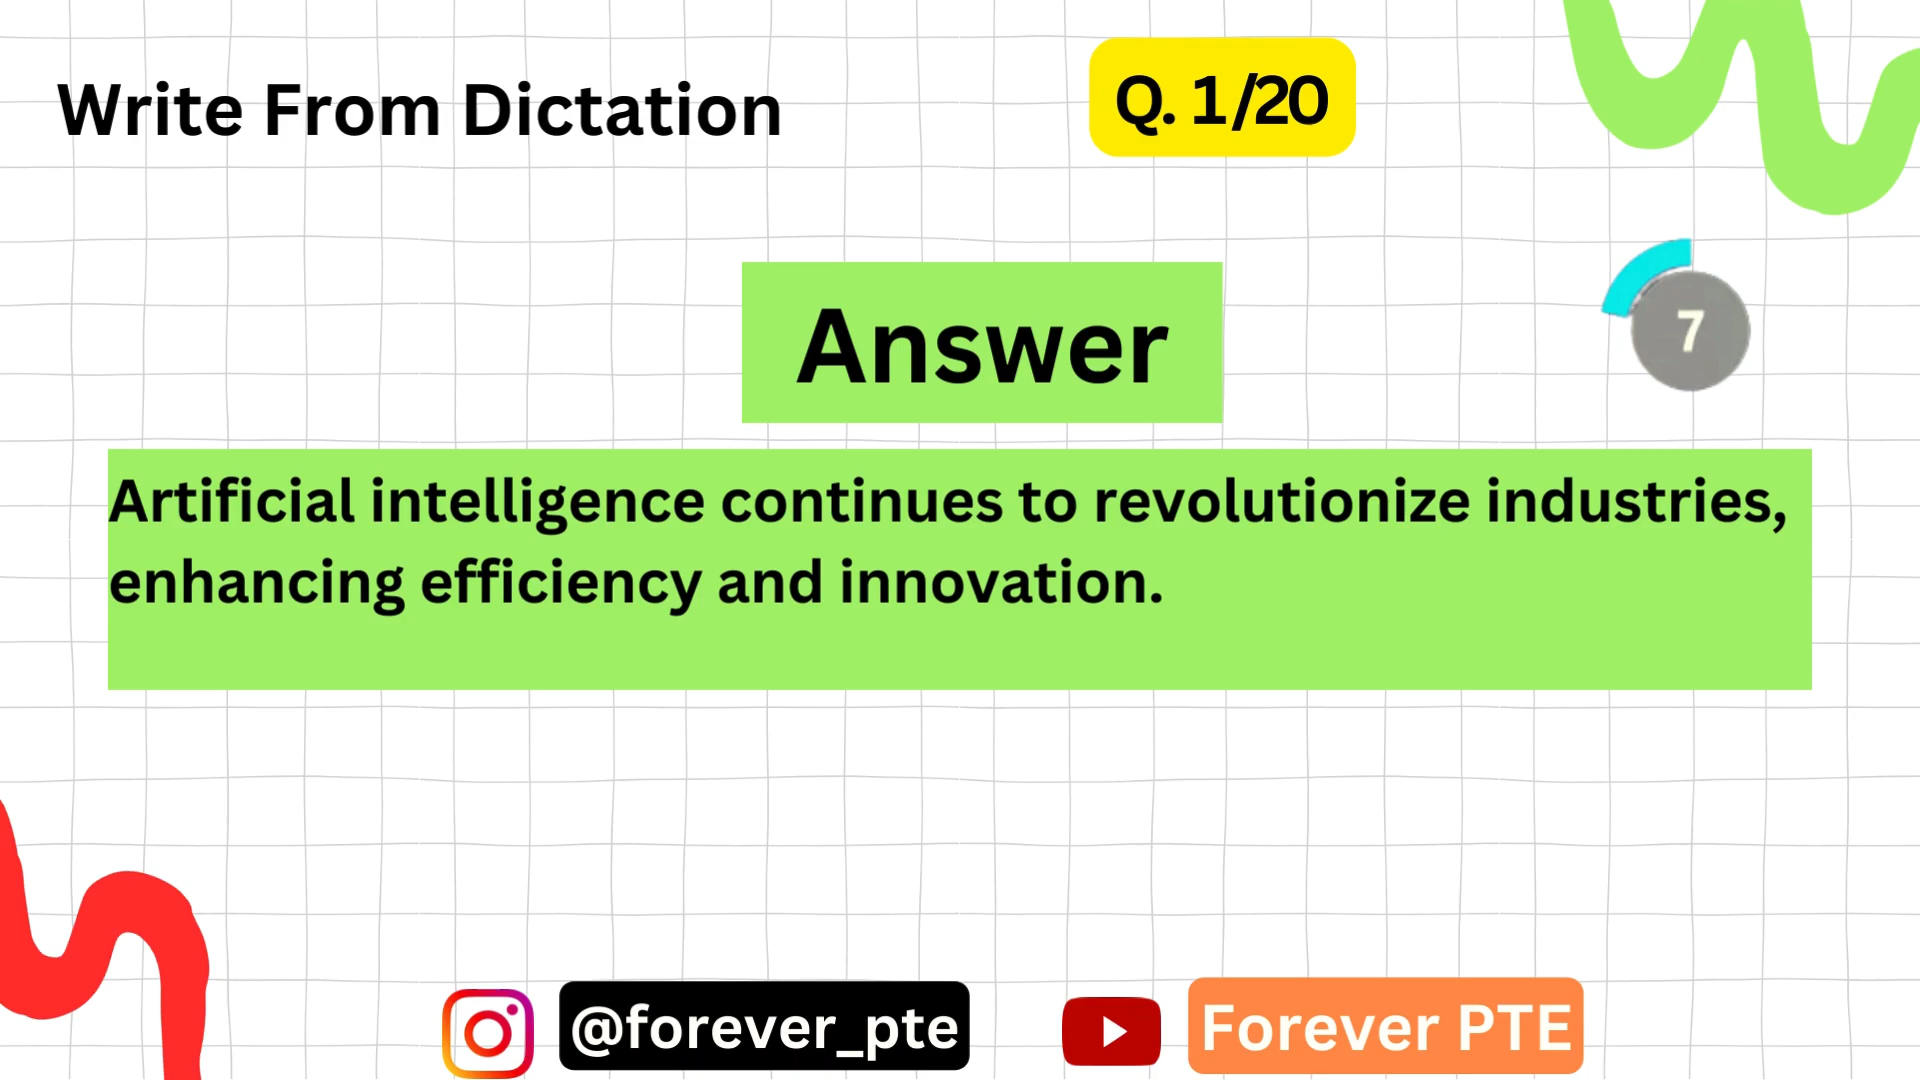 Write From Dictation
Q. 1/20
Answer
7
Artificial intelligence continues to revolutionize industries,
enhancing efficiency and innovation.
@forever_pte
Forever PTE